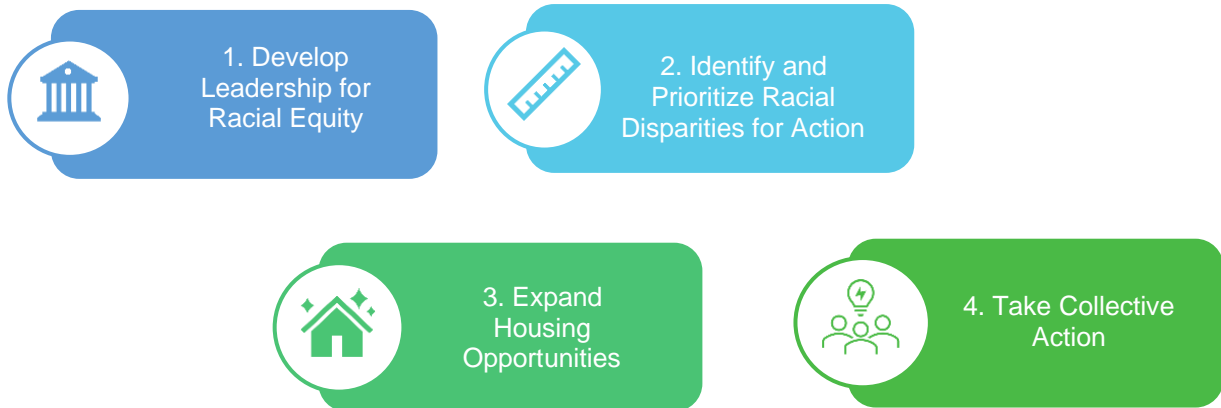 1. Develop
Leadership for
Racial Equity
2. Identify and
Prioritize Racial
Disparities for Action
3. Expand
Housing
Opportunities
4. Take Collective
Action